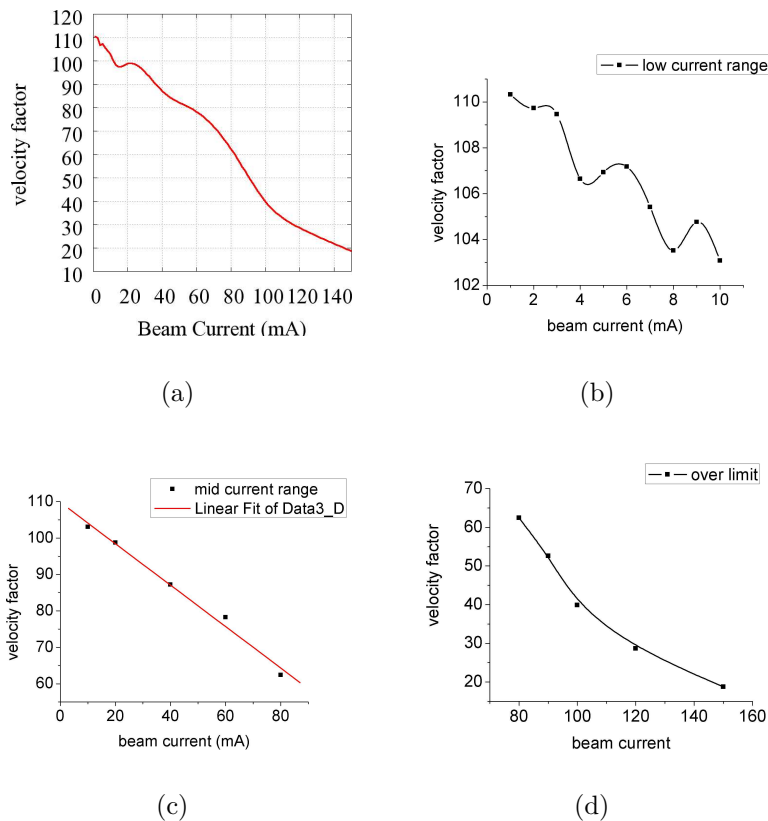 120
110
100
90
80
70
60
50
40
30
20
10
velocity factor
0 20 40 60 80 100 120 140
Beam Current (mA)
(a)
low current range
110
108
106
104
102
velocity factor
0 2 4 6 8 10
beam current (mA)
(b)
mid current range
Linear Fit of Data3_D
110
100
90
80
70
60
velocity factor
0 20 40 60 80
beam current (mA)
(c)
over limit
70
60
50
40
30
20
velocity factor
80 100 120 140 160
beam current
(d)